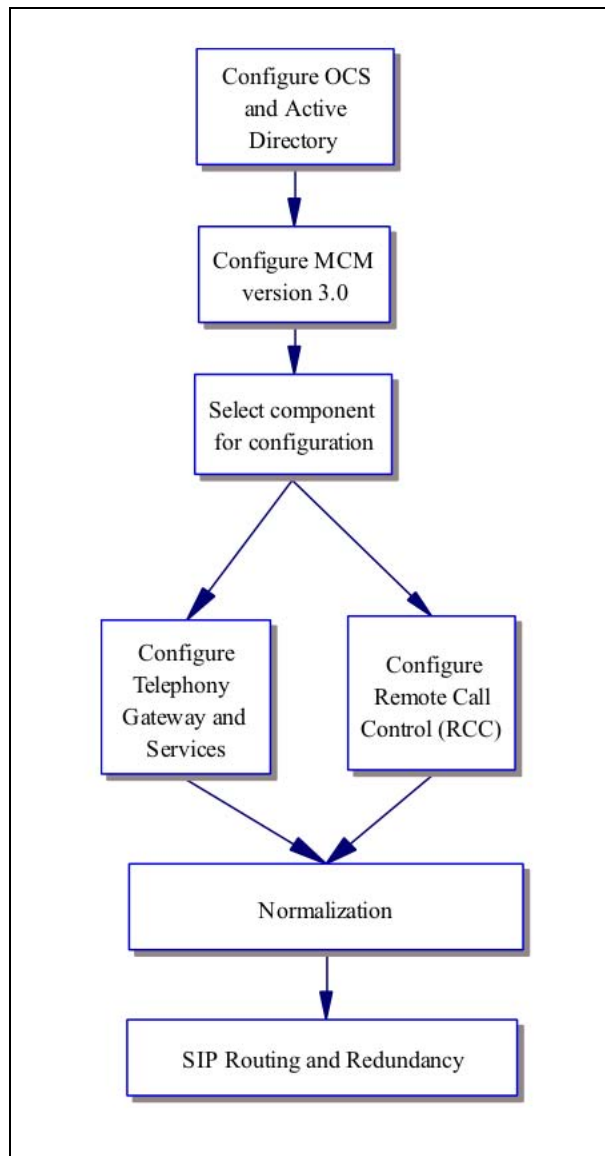 Configure OCS
and Active
Directory
Configure MCM
version 3.0
Select component
for configuration
Configure
Telephony
Gateway and
Services
Configure
Remote Call
Control (RCC)
Normalization
SIP Routing and Redundancy